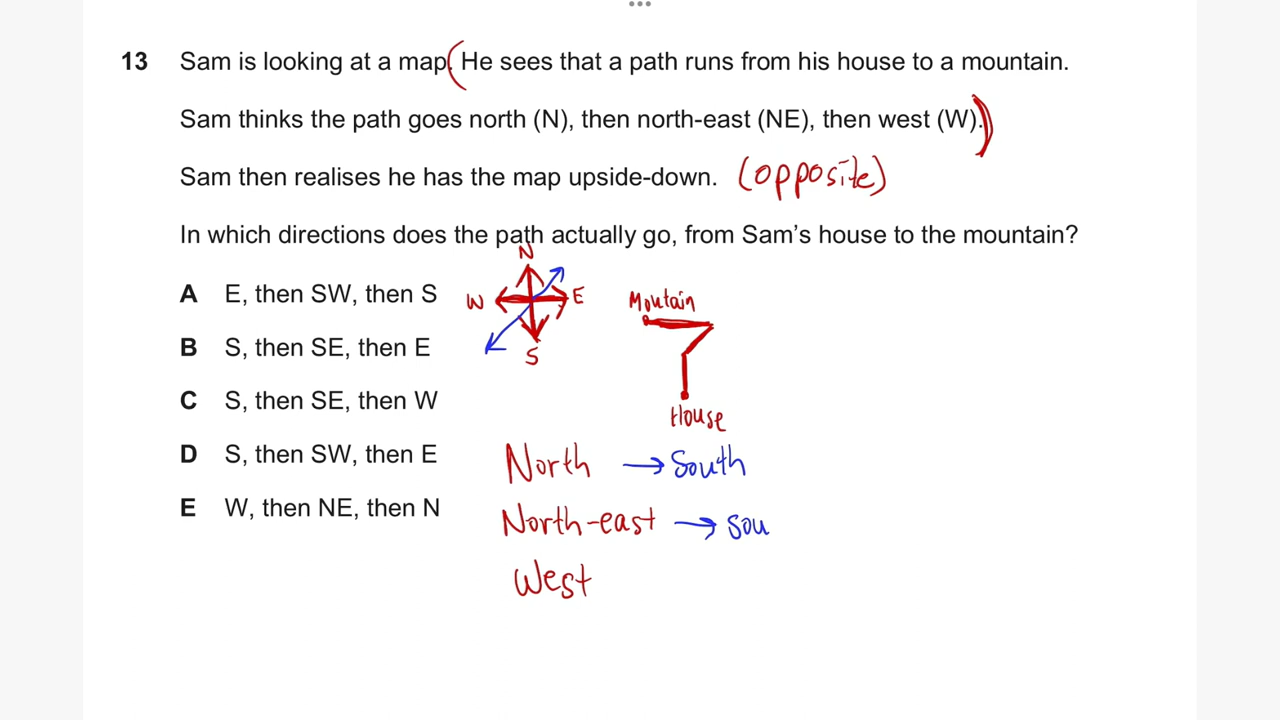 13 Sam is looking at a map. He sees that a path runs from his house to a mountain.
Sam thinks the path goes north (N), then north-east (NE), then west (W).
Sam then realises he has the map upside-down. (opposite)
In which directions does the path actually go, from Sam's house to the mountain?
A E, then SW, then S
B S, then SE, then E
C S, then SE, then W
D S, then SW, then E
E W, then NE, then N
N
W E
S
Moutain
House
North → South
North-east → Sou
West